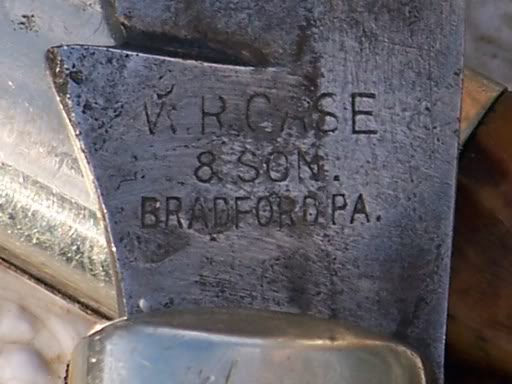 W. R. CASE
& SON.
BRADFORD. PA.